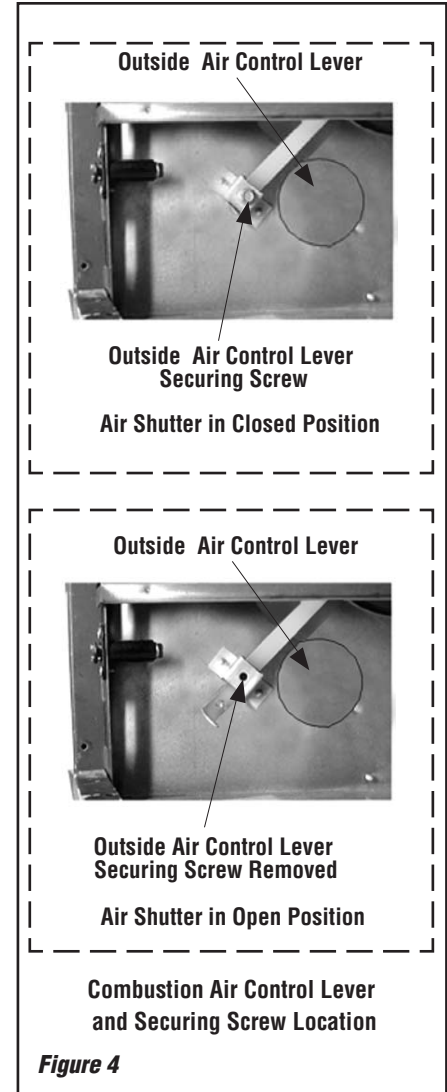 Outside Air Control Lever
Outside Air Control Lever
Securing Screw
Air Shutter in Closed Position
Outside Air Control Lever
Outside Air Control Lever
Securing Screw Removed
Air Shutter in Open Position
Combustion Air Control Lever
and Securing Screw Location
Figure 4